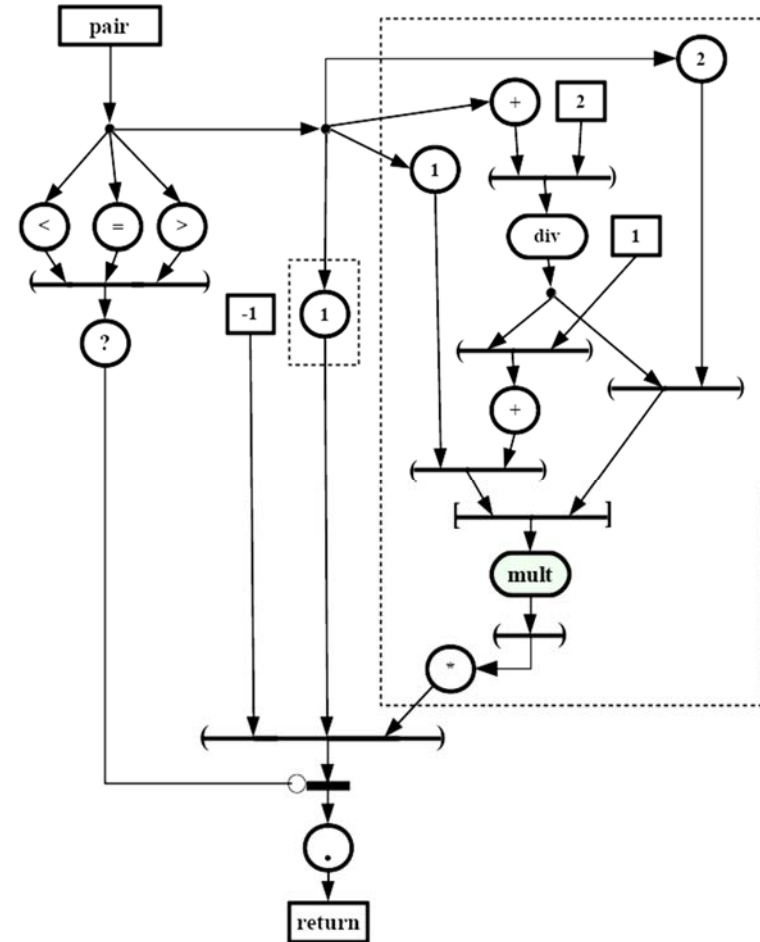 pair
2
+ 2
1
< = >
div 1
-1 1
?
+
mult
*
.
return